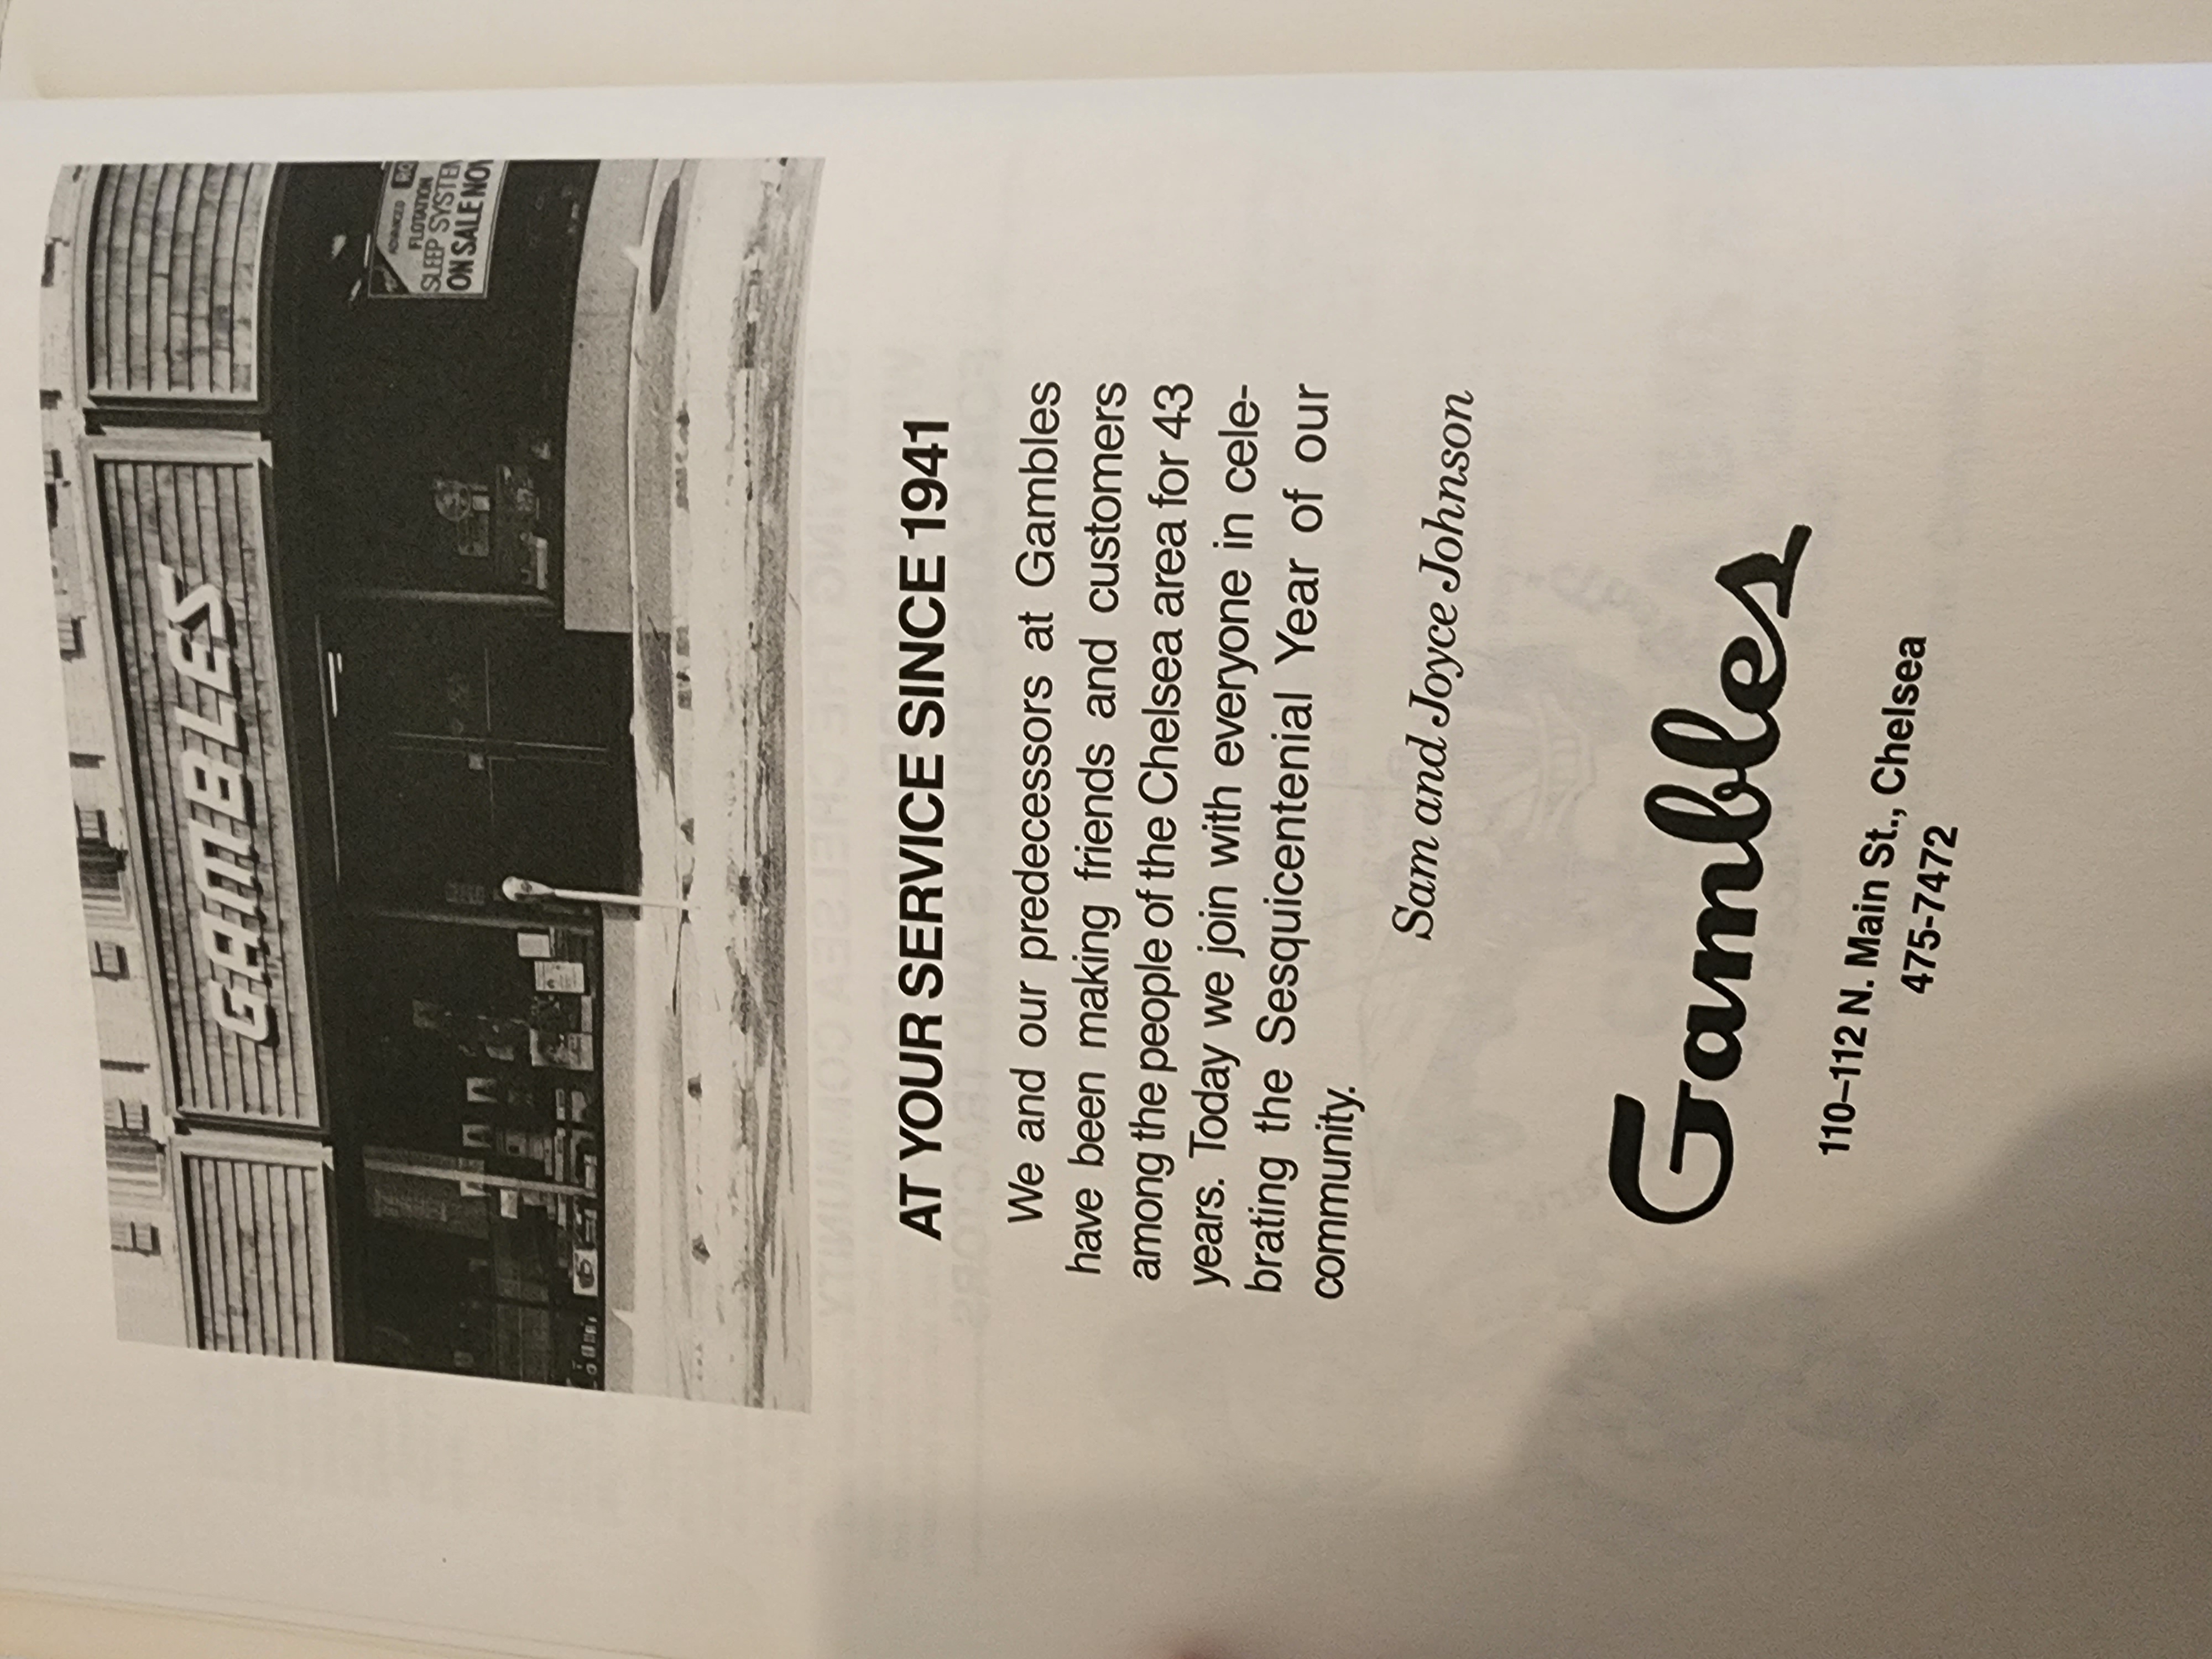 GAMBLES
ADVANCED
FLOTATION
SLEEP SYSTEM
ON SALE NOW
AT YOUR SERVICE SINCE 1941
We and our predecessors at Gambles
have been making friends and customers
among the people of the Chelsea area for 43
years. Today we join with everyone in cele-
brating the Sesquicentenial Year of our
community.
Sam and Joyce Johnson
Gambles
110–112 N. Main St., Chelsea
475-7472